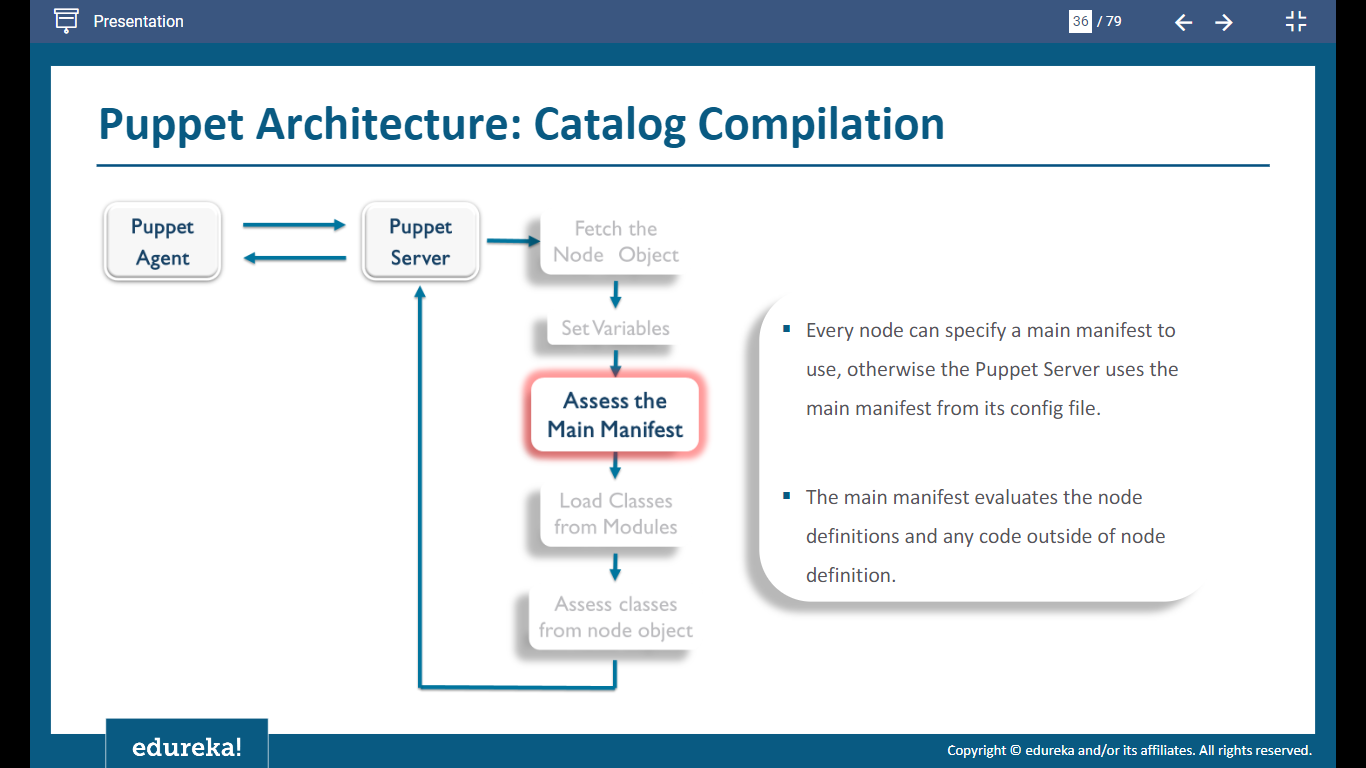 Presentation
36 / 79
Puppet Architecture: Catalog Compilation
Puppet
Agent
Puppet
Server
Fetch the
Node Object
Set Variables
Assess the
Main Manifest
Load Classes
from Modules
Assess classes
from node object
▪ Every node can specify a main manifest to
use, otherwise the Puppet Server uses the
main manifest from its config file.
▪ The main manifest evaluates the node
definitions and any code outside of node
definition.
edureka!
Copyright © edureka and/or its affiliates. All rights reserved.